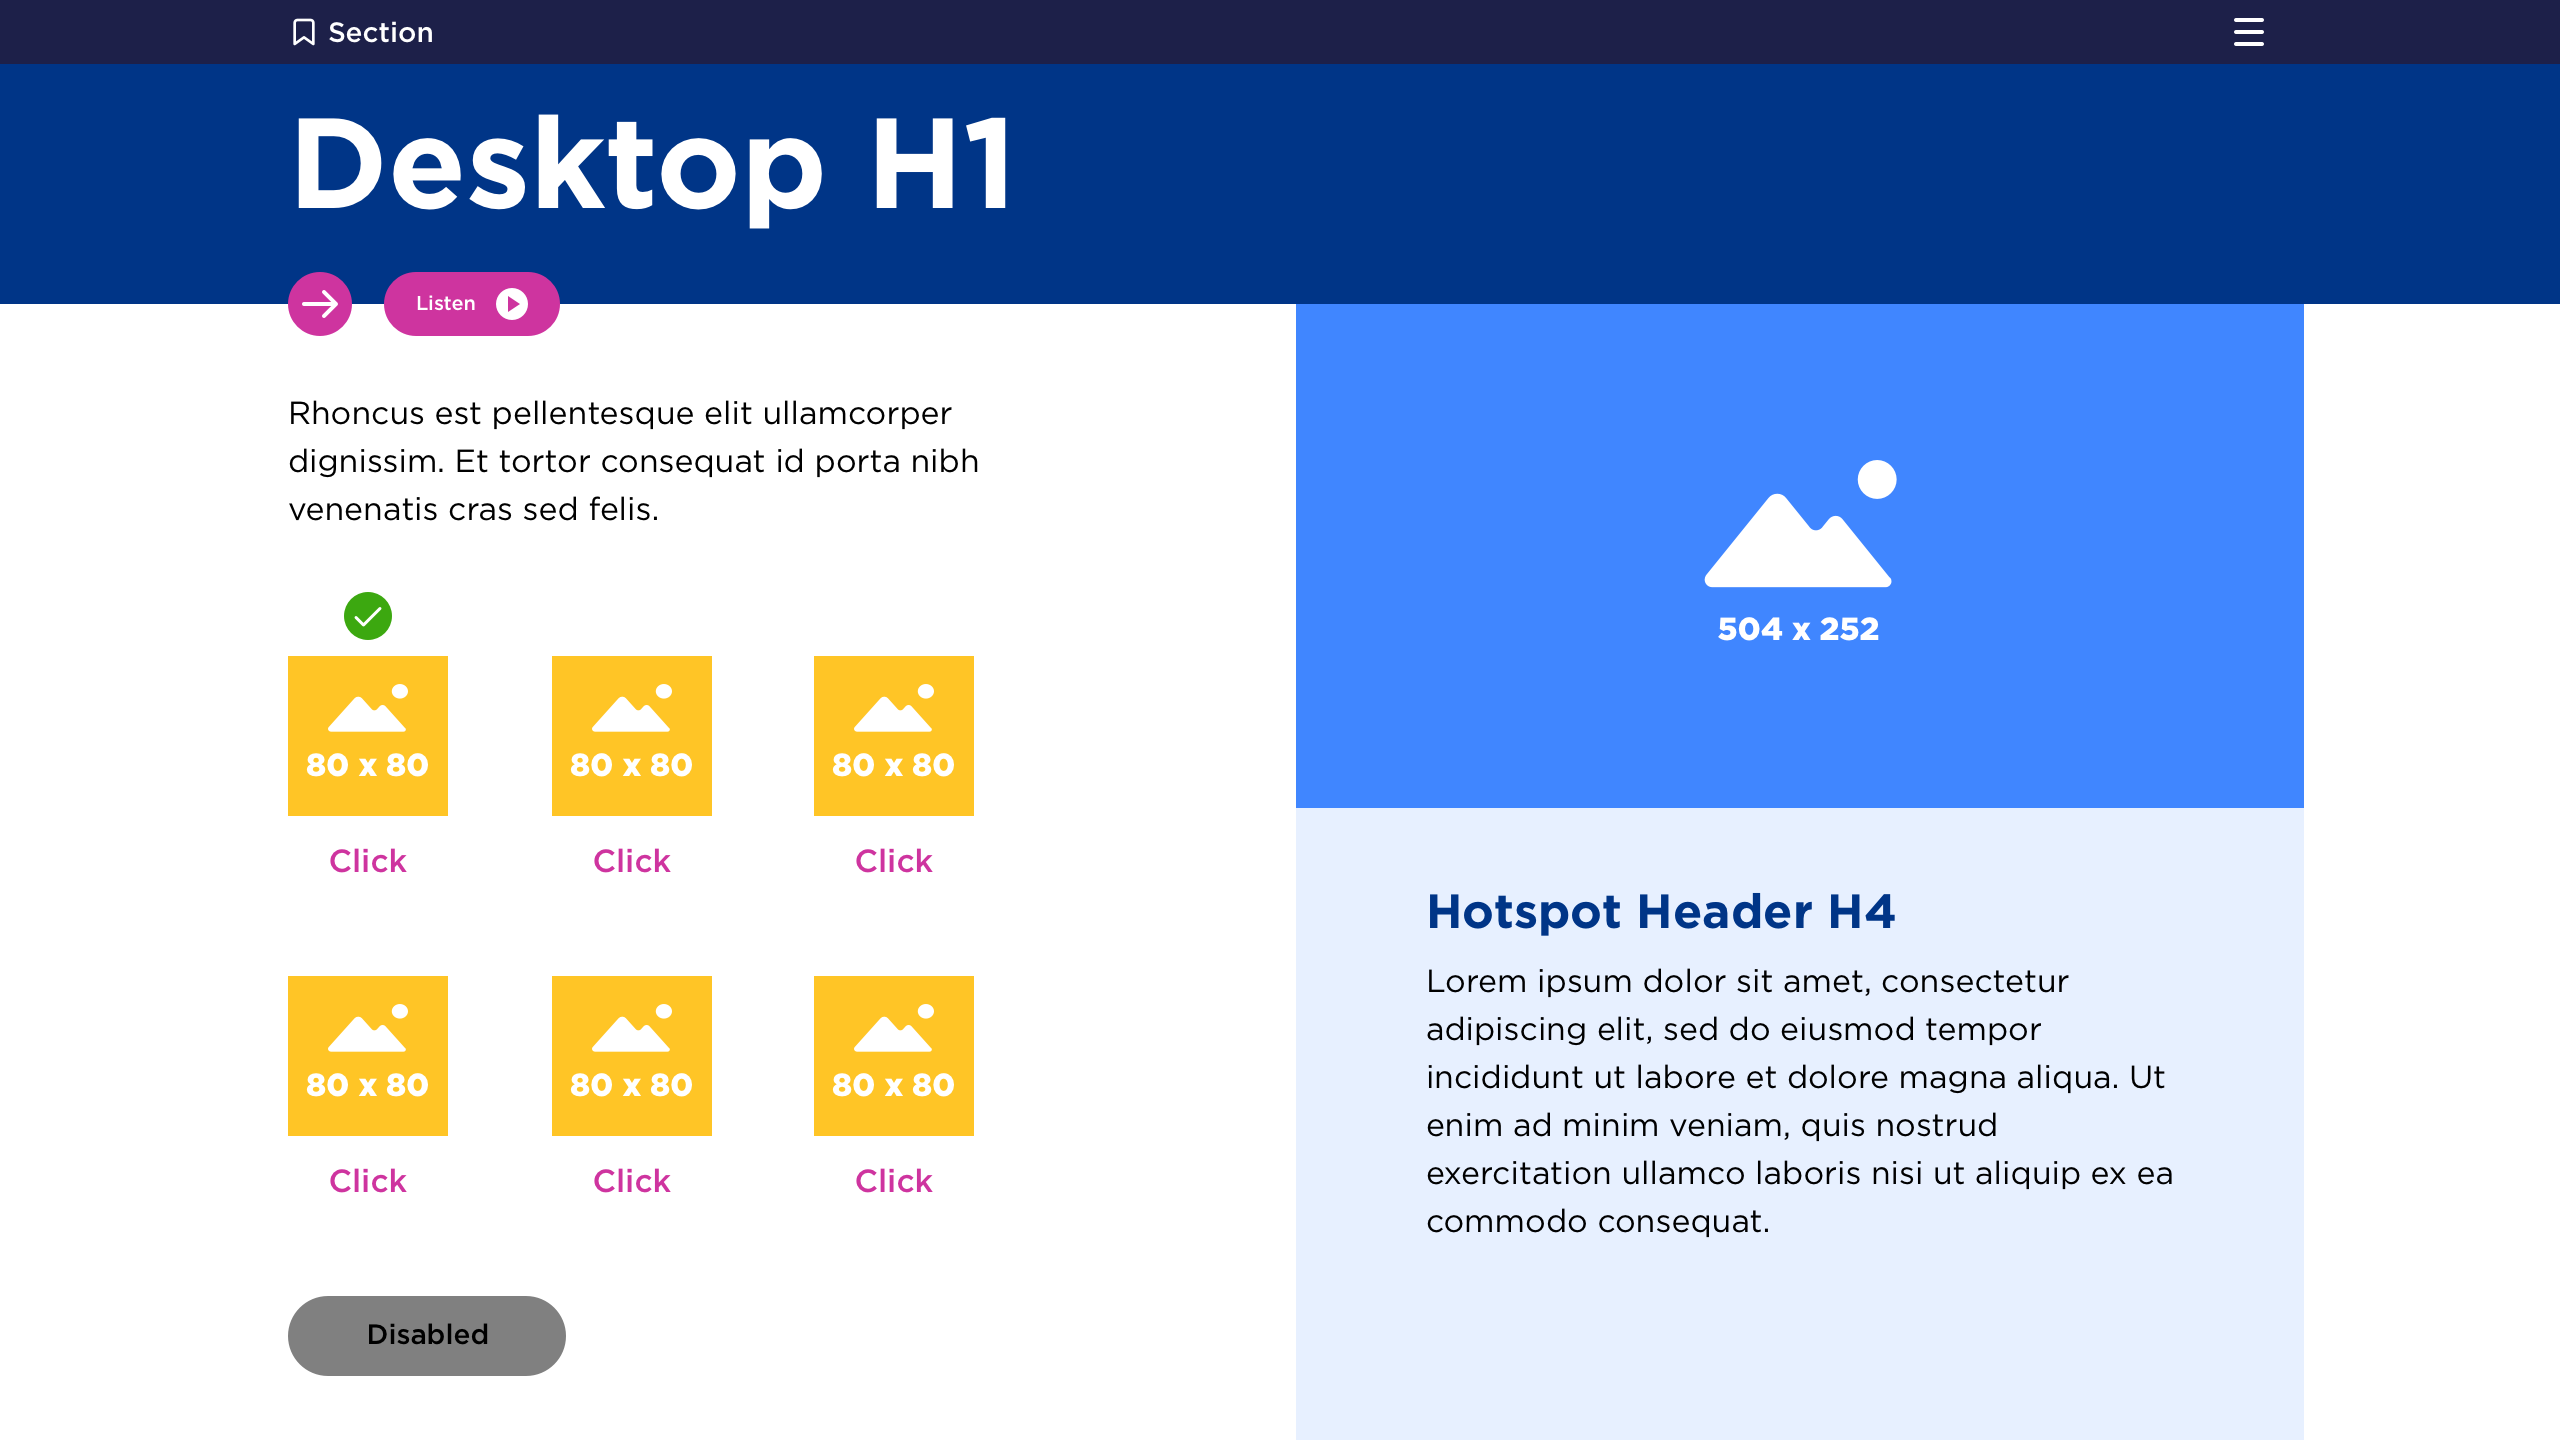 Section
Desktop H1
Listen
Rhoncus est pellentesque elit ullamcorper
dignissim. Et tortor consequat id porta nibh
venenatis cras sed felis.
80 x 80
80 x 80
80 x 80
Click
Click
Click
80 x 80
80 x 80
80 x 80
Click
Click
Click
Disabled
504 x 252
Hotspot Header H4
Lorem ipsum dolor sit amet, consectetur
adipiscing elit, sed do eiusmod tempor
incididunt ut labore et dolore magna aliqua. Ut
enim ad minim veniam, quis nostrud
exercitation ullamco laboris nisi ut aliquip ex ea
commodo consequat.